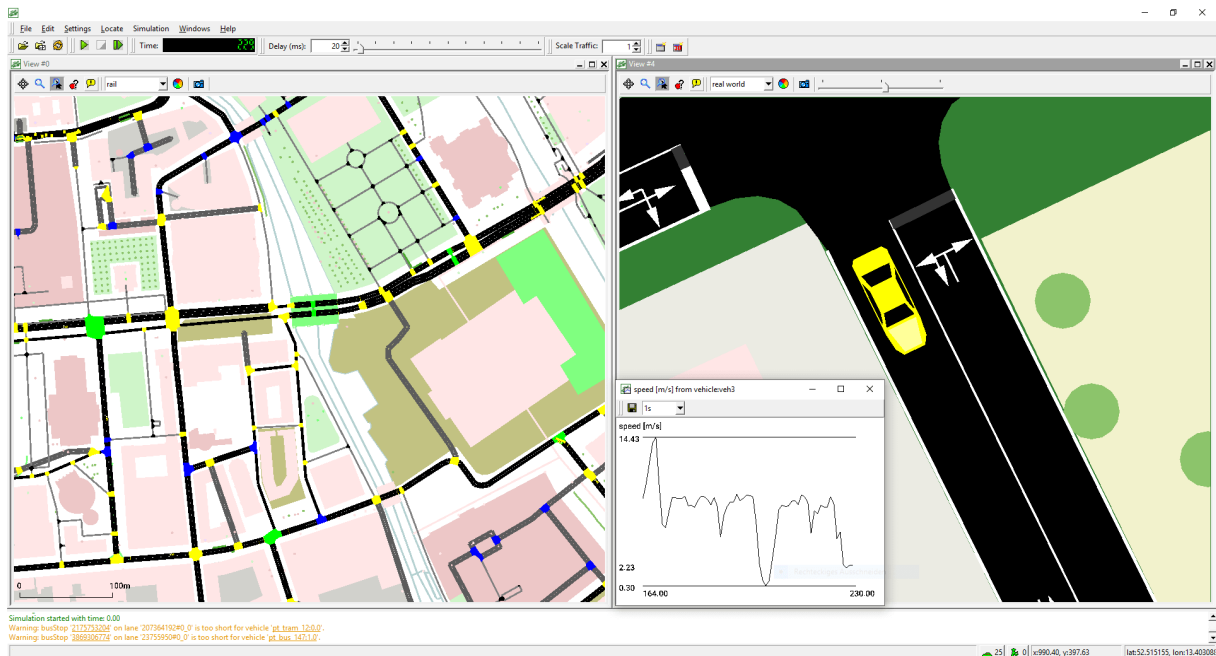 File Edit Settings Locate Simulation Windows Help
Time: 229 Delay (ms): 20 Scale Traffic: 1
View #0
rail
View #4
real world
0 100m
speed [m/s] from vehicle:veh3
1s
speed [m/s]
14.43
2.23
0.30
164.00 230.00
Simulation started with time: 0.00
Warning: busStop '2175753204' on lane '207364192#0_0' is too short for vehicle 'pt_tram_12:0.0'.
Warning: busStop '3869306774' on lane '23755950#0_0' is too short for vehicle 'pt_bus_147:1.0'.
25 0 x:990.40, y:397.63 lat:52.515155, lon:13.403088